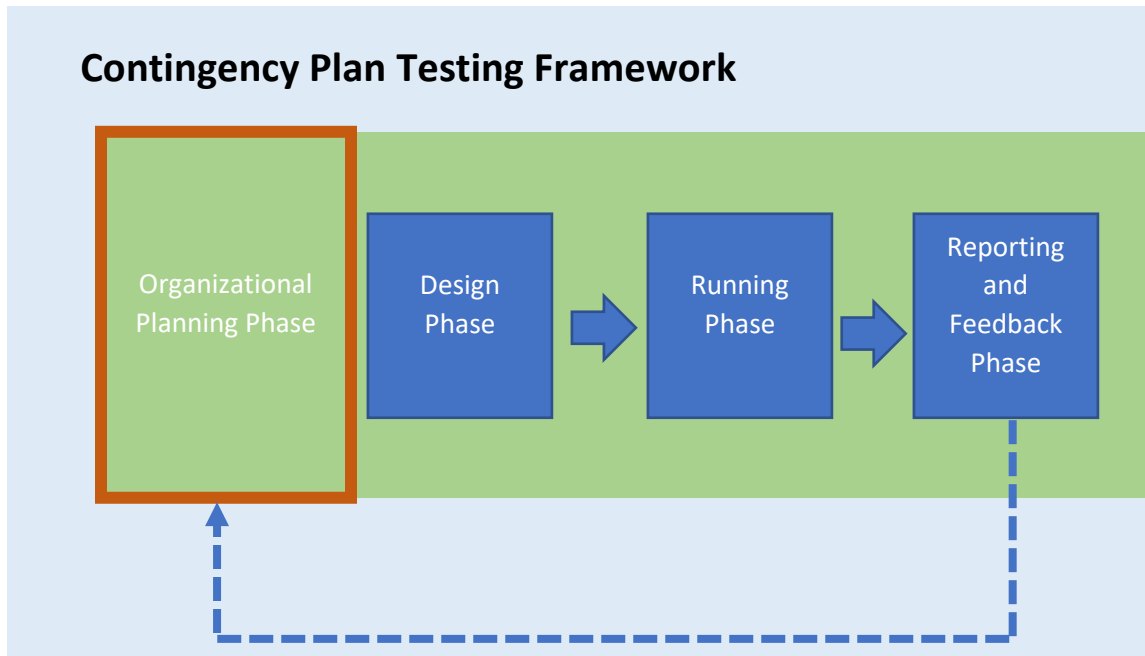 Contingency Plan Testing Framework
Organizational
Planning Phase
Design
Phase
Running
Phase
Reporting
and
Feedback
Phase